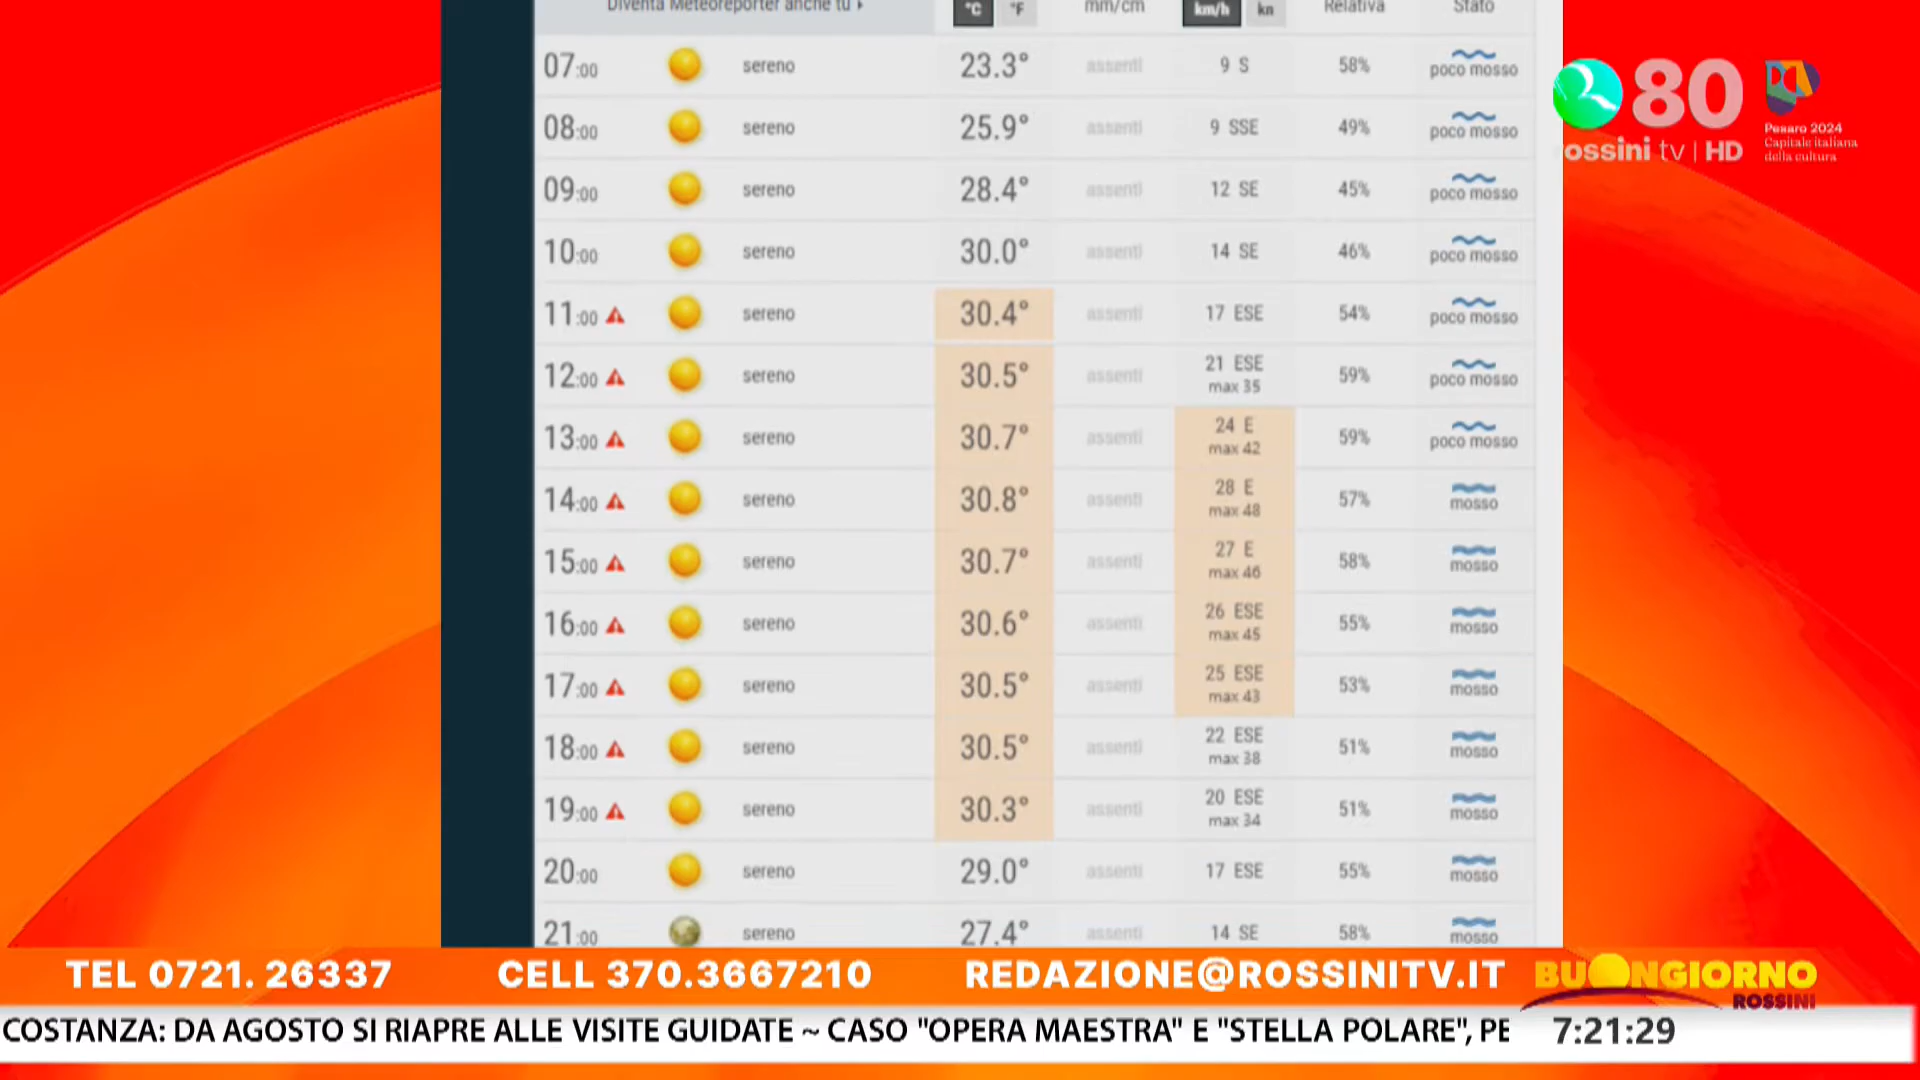 Diventa Meteoreporter anche tu
°C °F mm/cm km/h kn Relativa Stato
07:00 sereno 23.3° assenti 9 S 58% poco mosso
08:00 sereno 25.9° assenti 9 SSE 49% poco mosso
09:00 sereno 28.4° assenti 12 SE 45% poco mosso
10:00 sereno 30.0° assenti 14 SE 46% poco mosso
11:00 sereno 30.4° assenti 17 ESE 54% poco mosso
12:00 sereno 30.5° assenti 21 ESE max 35 59% poco mosso
13:00 sereno 30.7° assenti 24 E max 42 59% poco mosso
14:00 sereno 30.8° assenti 28 E max 48 57% mosso
15:00 sereno 30.7° assenti 27 E max 46 58% mosso
16:00 sereno 30.6° assenti 26 ESE max 45 55% mosso
17:00 sereno 30.5° assenti 25 ESE max 43 53% mosso
18:00 sereno 30.5° assenti 22 ESE max 38 51% mosso
19:00 sereno 30.3° assenti 20 ESE max 34 51% mosso
20:00 sereno 29.0° assenti 17 ESE 55% mosso
21:00 sereno 27.4° assenti 14 SE 58% mosso
80
ossini tv | HD
Pesaro 2024
Capitale italiana
della cultura
TEL 0721. 26337 CELL 370.3667210 REDAZIONE@ROSSINITV.IT
BUONGIORNO
ROSSINI
COSTANZA: DA AGOSTO SI RIAPRE ALLE VISITE GUIDATE ~ CASO "OPERA MAESTRA" E "STELLA POLARE", PE
7:21:29